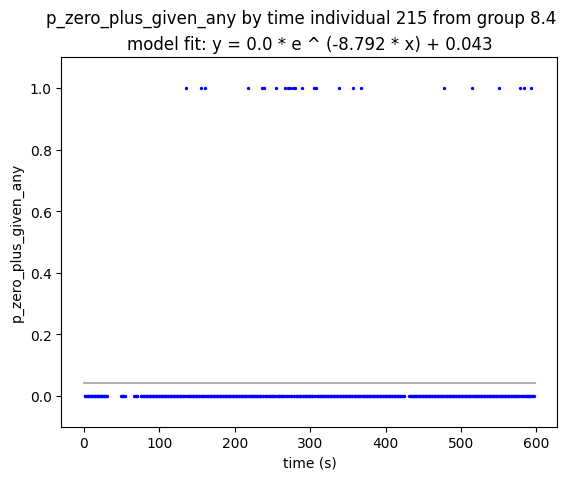 p_zero_plus_given_any by time individual 215 from group 8.4
model fit: y = 0.0 * e ^ (-8.792 * x) + 0.043
1.0
0.8
0.6
0.4
0.2
0.0
p_zero_plus_given_any
0 100 200 300 400 500 600
time (s)